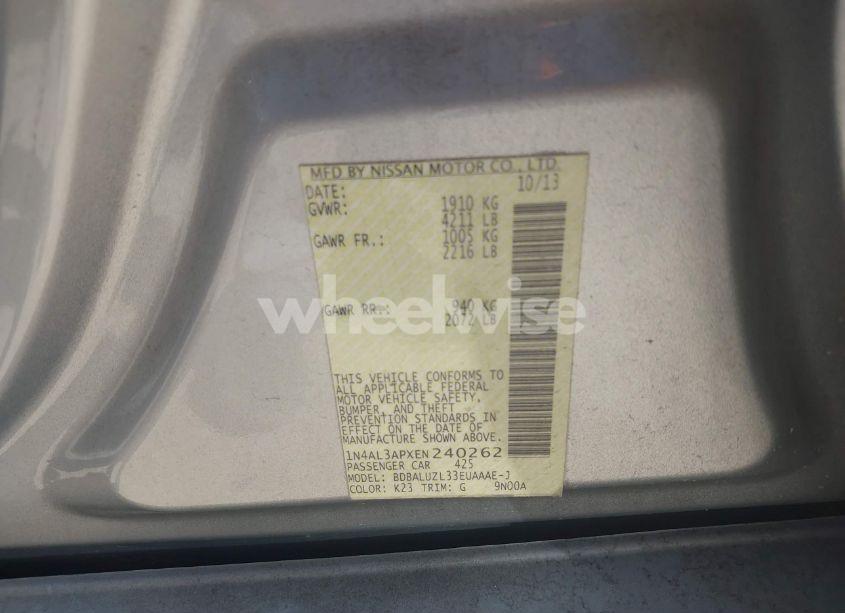 MFD BY NISSAN MOTOR CO., LTD.
DATE: 10/13
GVWR: 1910 KG
4211 LB
GAWR FR.: 1005 KG
2216 LB
GAWR RR.: 940 KG
2072 LB
wheelwise
THIS VEHICLE CONFORMS TO
ALL APPLICABLE FEDERAL
MOTOR VEHICLE SAFETY,
BUMPER, AND THEFT
PREVENTION STANDARDS IN
EFFECT ON THE DATE OF
MANUFACTURE SHOWN ABOVE.
1N4AL3APXEN240262
PASSENGER CAR 425
MODEL: BDBALUZL33EUAAAE-J
COLOR: K23 TRIM: G 9N00A